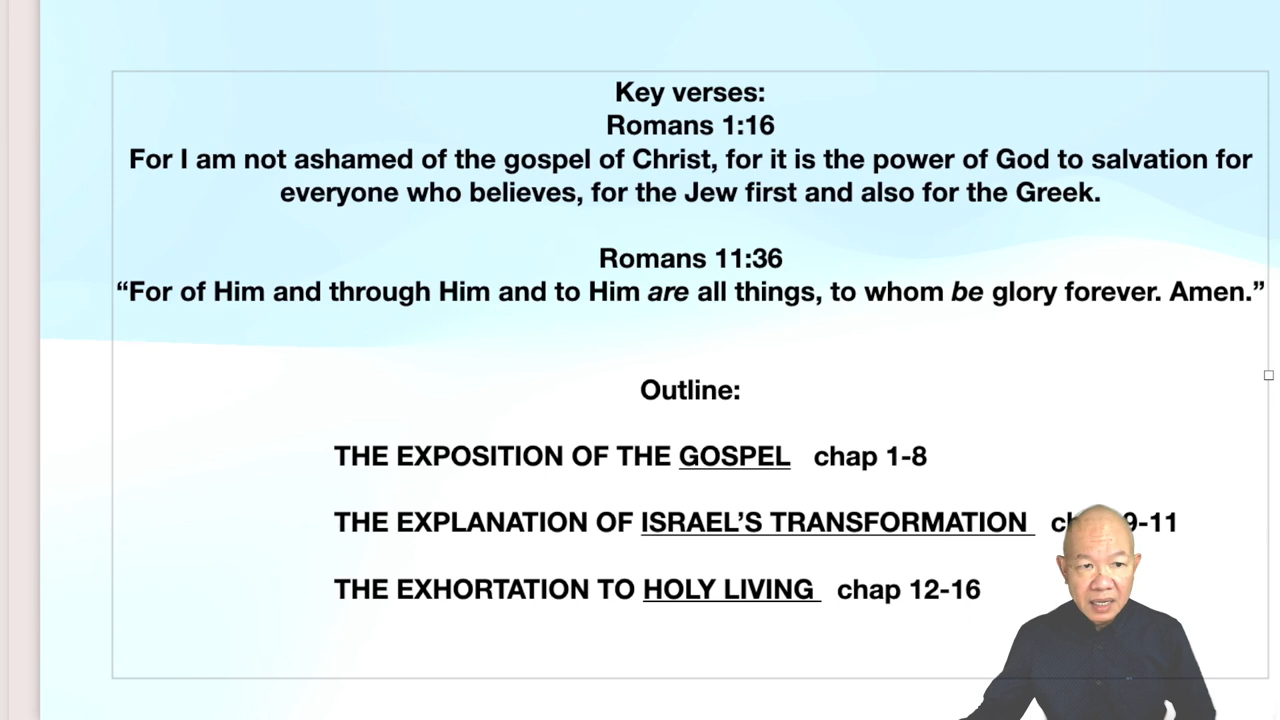 Key verses:
Romans 1:16
For I am not ashamed of the gospel of Christ, for it is the power of God to salvation for
everyone who believes, for the Jew first and also for the Greek.
Romans 11:36
“For of Him and through Him and to Him are all things, to whom be glory forever. Amen.”
Outline:
THE EXPOSITION OF THE GOSPEL chap 1-8
THE EXPLANATION OF ISRAEL’S TRANSFORMATION 9-11
THE EXHORTATION TO HOLY LIVING chap 12-16